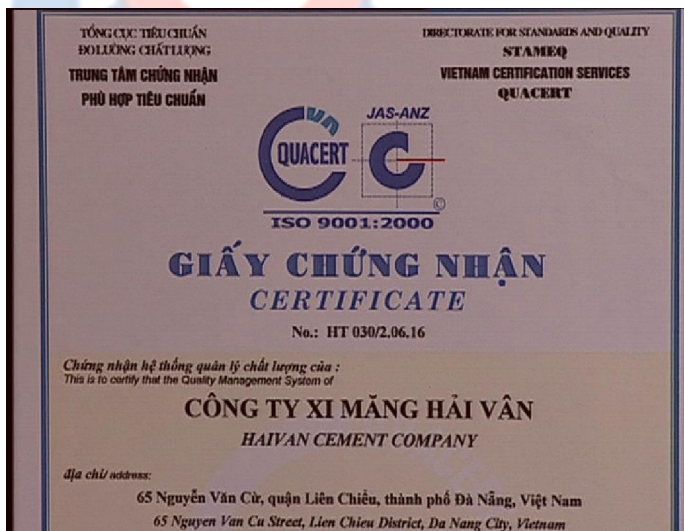 TỔNG CỤC TIÊU CHUẨN
ĐO LƯỜNG CHẤT LƯỢNG
TRUNG TÂM CHỨNG NHẬN
PHÙ HỢP TIÊU CHUẨN
DIRECTORATE FOR STANDARDS AND QUALITY
STAMEQ
VIETNAM CERTIFICATION SERVICES
QUACERT
JAS-ANZ
QUACERT
©
ISO 9001:2000
GIẤY CHỨNG NHẬN
CERTIFICATE
No.: HT 030/2.06.16
Chứng nhận hệ thống quản lý chất lượng của :
This is to certify that the Quality Management System of
CÔNG TY XI MĂNG HẢI VÂN
HAIVAN CEMENT COMPANY
địa chỉ/ address:
65 Nguyễn Văn Cừ, quận Liên Chiểu, thành phố Đà Nẵng, Việt Nam
65 Nguyen Van Cu Street, Lien Chieu District, Da Nang City, Vietnam